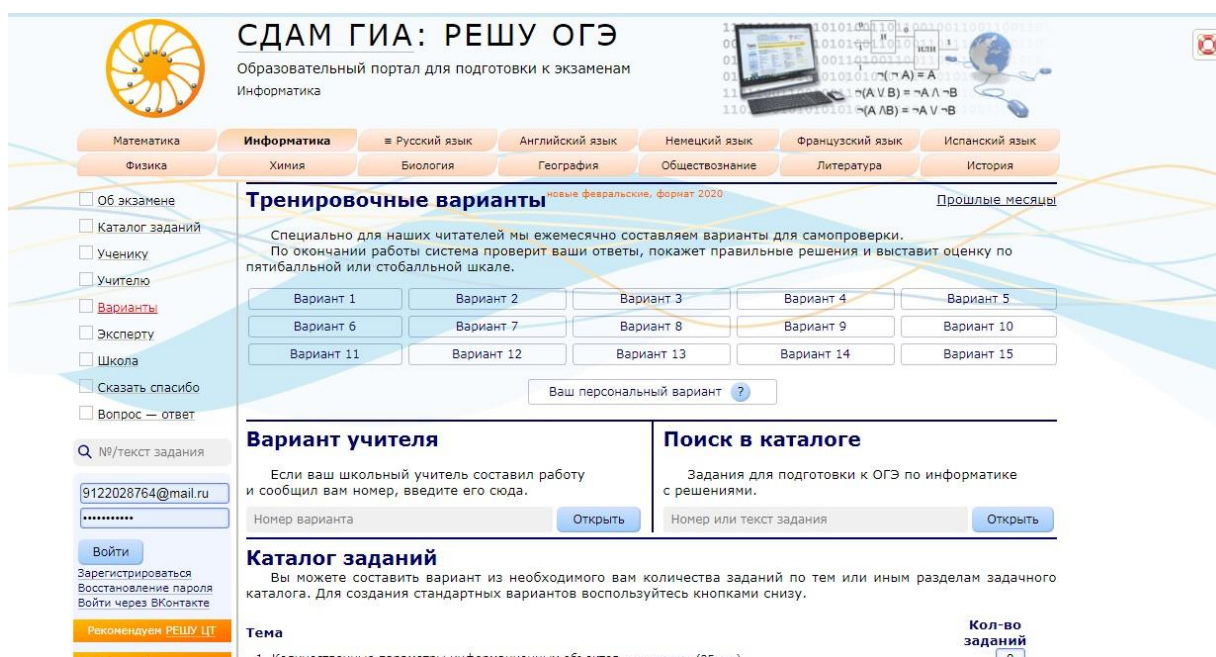 СДАМ ГИА: РЕШУ ОГЭ
Образовательный портал для подготовки к экзаменам
Информатика
И
ИЛИ
¬(¬ A) = A
¬(A V B) = ¬A Λ ¬B
¬(A ΛB) = ¬A V ¬B
Математика
Информатика
≡ Русский язык
Английский язык
Немецкий язык
Французский язык
Испанский язык
Физика
Химия
Биология
География
Обществознание
Литература
История
Об экзамене
Каталог заданий
Ученику
Учителю
Варианты
Эксперту
Школа
Сказать спасибо
Вопрос — ответ
№/текст задания
9122028764@mail.ru
•••••••••••
Войти
Зарегистрироваться
Восстановление пароля
Войти через ВКонтакте
Рекомендуем РЕШУ ЦТ
Тренировочные варианты новые февральские, формат 2020
Прошлые месяцы
Специально для наших читателей мы ежемесячно составляем варианты для самопроверки.
По окончании работы система проверит ваши ответы, покажет правильные решения и выставит оценку по
пятибалльной или стобалльной шкале.
Вариант 1
Вариант 2
Вариант 3
Вариант 4
Вариант 5
Вариант 6
Вариант 7
Вариант 8
Вариант 9
Вариант 10
Вариант 11
Вариант 12
Вариант 13
Вариант 14
Вариант 15
Ваш персональный вариант ?
Вариант учителя
Если ваш школьный учитель составил работу
и сообщил вам номер, введите его сюда.
Номер варианта
Открыть
Поиск в каталоге
Задания для подготовки к ОГЭ по информатике
с решениями.
Номер или текст задания
Открыть
Каталог заданий
Вы можете составить вариант из необходимого вам количества заданий по тем или иным разделам задачного
каталога. Для создания стандартных вариантов воспользуйтесь кнопками снизу.
Тема
Кол-во
заданий